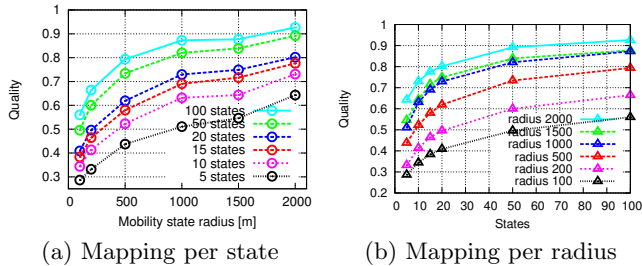 1
0.9
0.8
0.7
0.6
0.5
0.4
0.3
Quality
100 states
50 states
20 states
15 states
10 states
5 states
0 500 1000 1500 2000
Mobility state radius [m]
(a) Mapping per state
1
0.9
0.8
0.7
0.6
0.5
0.4
0.3
0.2
Quality
radius 2000
radius 1500
radius 1000
radius 500
radius 200
radius 100
0 10 20 30 40 50 60 70 80 90 100
States
(b) Mapping per radius